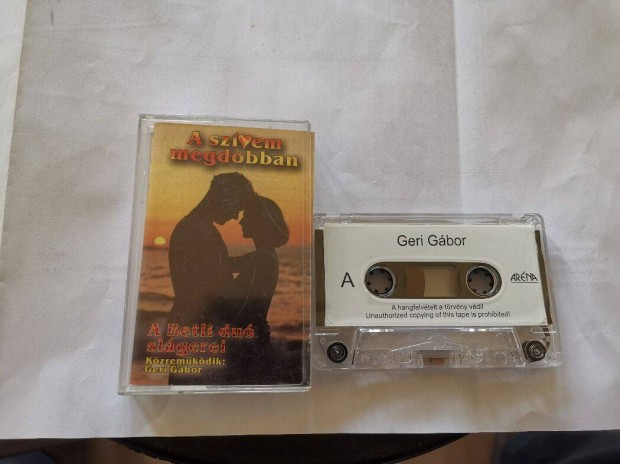 A szívem
megdobban
A Zetli duó
slágerei
Közreműködik:
Geri Gábor
Geri Gábor
A
ARÉNA
A hangfelvételt a törvény védi!
Unauthorized copying of this tape is prohibited!